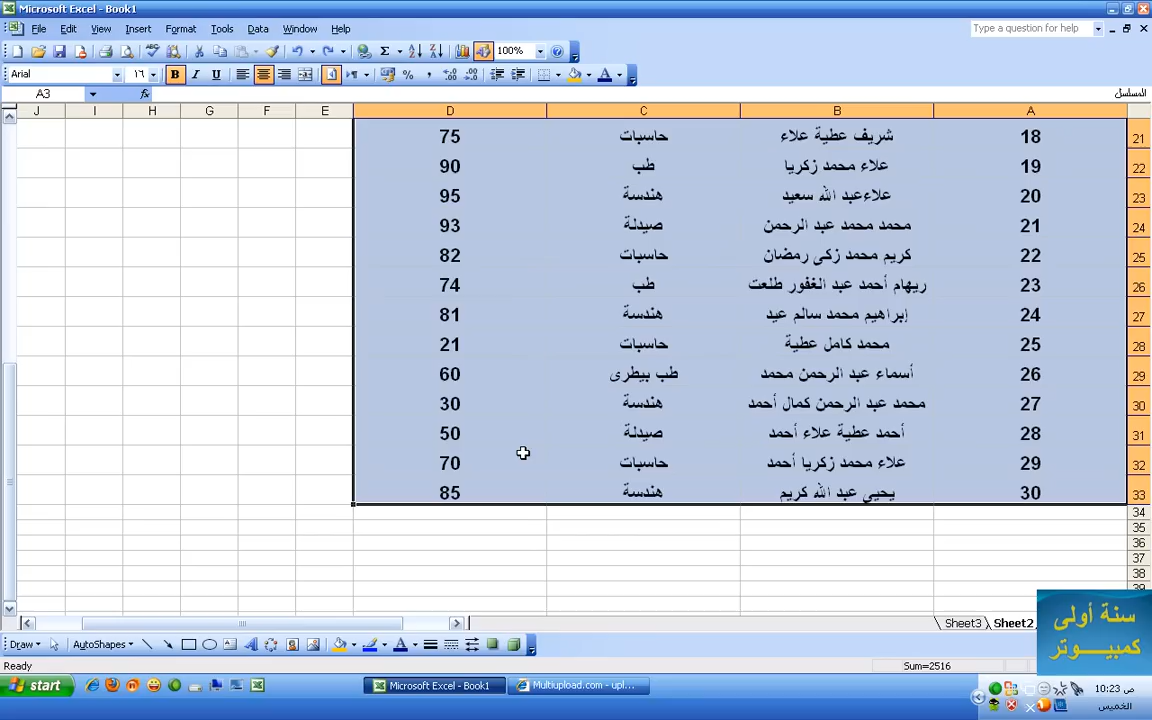 Microsoft Excel - Book1
File Edit View Insert Format Tools Data Window Help
Type a question for help
100%
Arial ١٦ B I U
A3 fx المسلسل
J I H G F E D C B A
75 حاسبات شريف عطية علاء 18 21
90 طب علاء محمد زكريا 19 22
95 هندسة علاءعبد الله سعيد 20 23
93 صيدلة محمد محمد عبد الرحمن 21 24
82 حاسبات كريم محمد زكى رمضان 22 25
74 طب ريهام أحمد عبد الغفور طلعت 23 26
81 هندسة إبراهيم محمد سالم عيد 24 27
21 حاسبات محمد كامل عطية 25 28
60 طب بيطرى أسماء عبد الرحمن محمد 26 29
30 هندسة محمد عبد الرحمن كمال أحمد 27 30
50 صيدلة أحمد عطية علاء أحمد 28 31
70 حاسبات علاء محمد زكريا أحمد 29 32
85 هندسة يحيي عبد الله كريم 30 33
34
35
36
37
38
39
Sheet3 Sheet2
سنة أولى
كمبيوتر
Draw AutoShapes
Ready Sum=2516
start Microsoft Excel - Book1 Multiupload.com - upl...
10:23 ص
الخميس